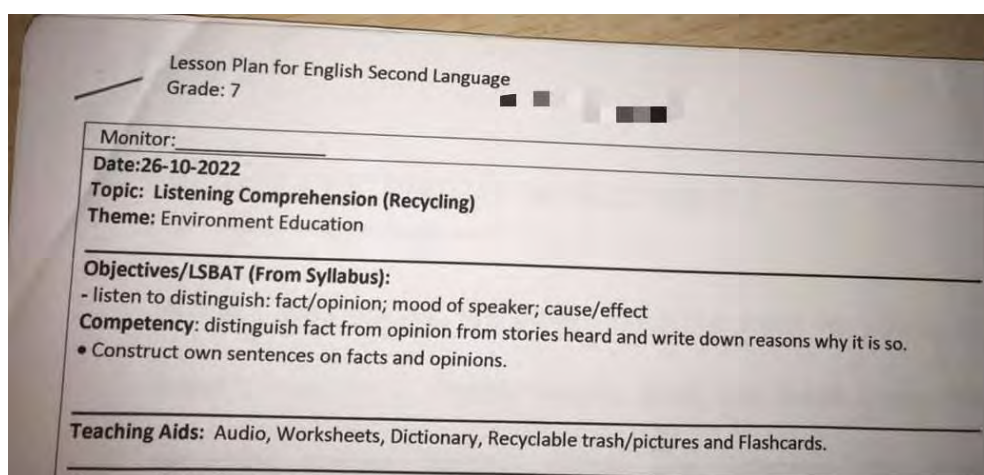 Lesson Plan for English Second Language
Grade: 7
Monitor:
Date:26-10-2022
Topic: Listening Comprehension (Recycling)
Theme: Environment Education
Objectives/LSBAT (From Syllabus):
- listen to distinguish: fact/opinion; mood of speaker; cause/effect
Competency: distinguish fact from opinion from stories heard and write down reasons why it is so.
• Construct own sentences on facts and opinions.
Teaching Aids: Audio, Worksheets, Dictionary, Recyclable trash/pictures and Flashcards.